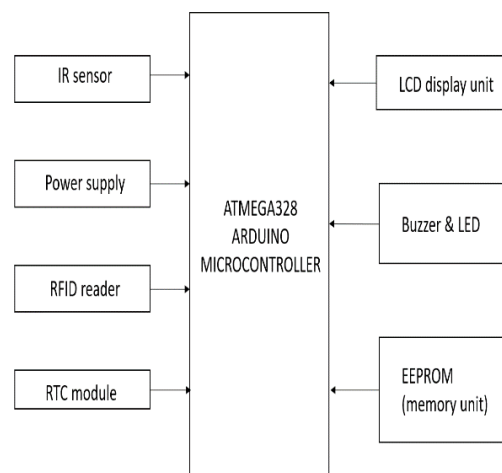 IR sensor
Power supply
RFID reader
RTC module
ATMEGA328
ARDUINO
MICROCONTROLLER
LCD display unit
Buzzer & LED
EEPROM
(memory unit)